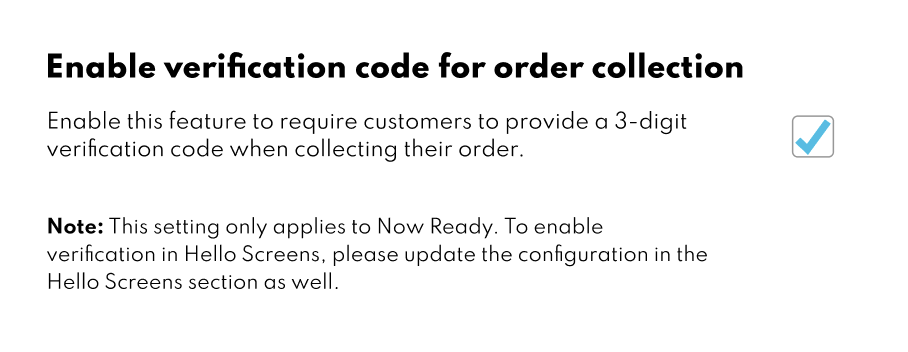 Enable verification code for order collection
Enable this feature to require customers to provide a 3-digit
verification code when collecting their order.
Note: This setting only applies to Now Ready. To enable
verification in Hello Screens, please update the configuration in the
Hello Screens section as well.